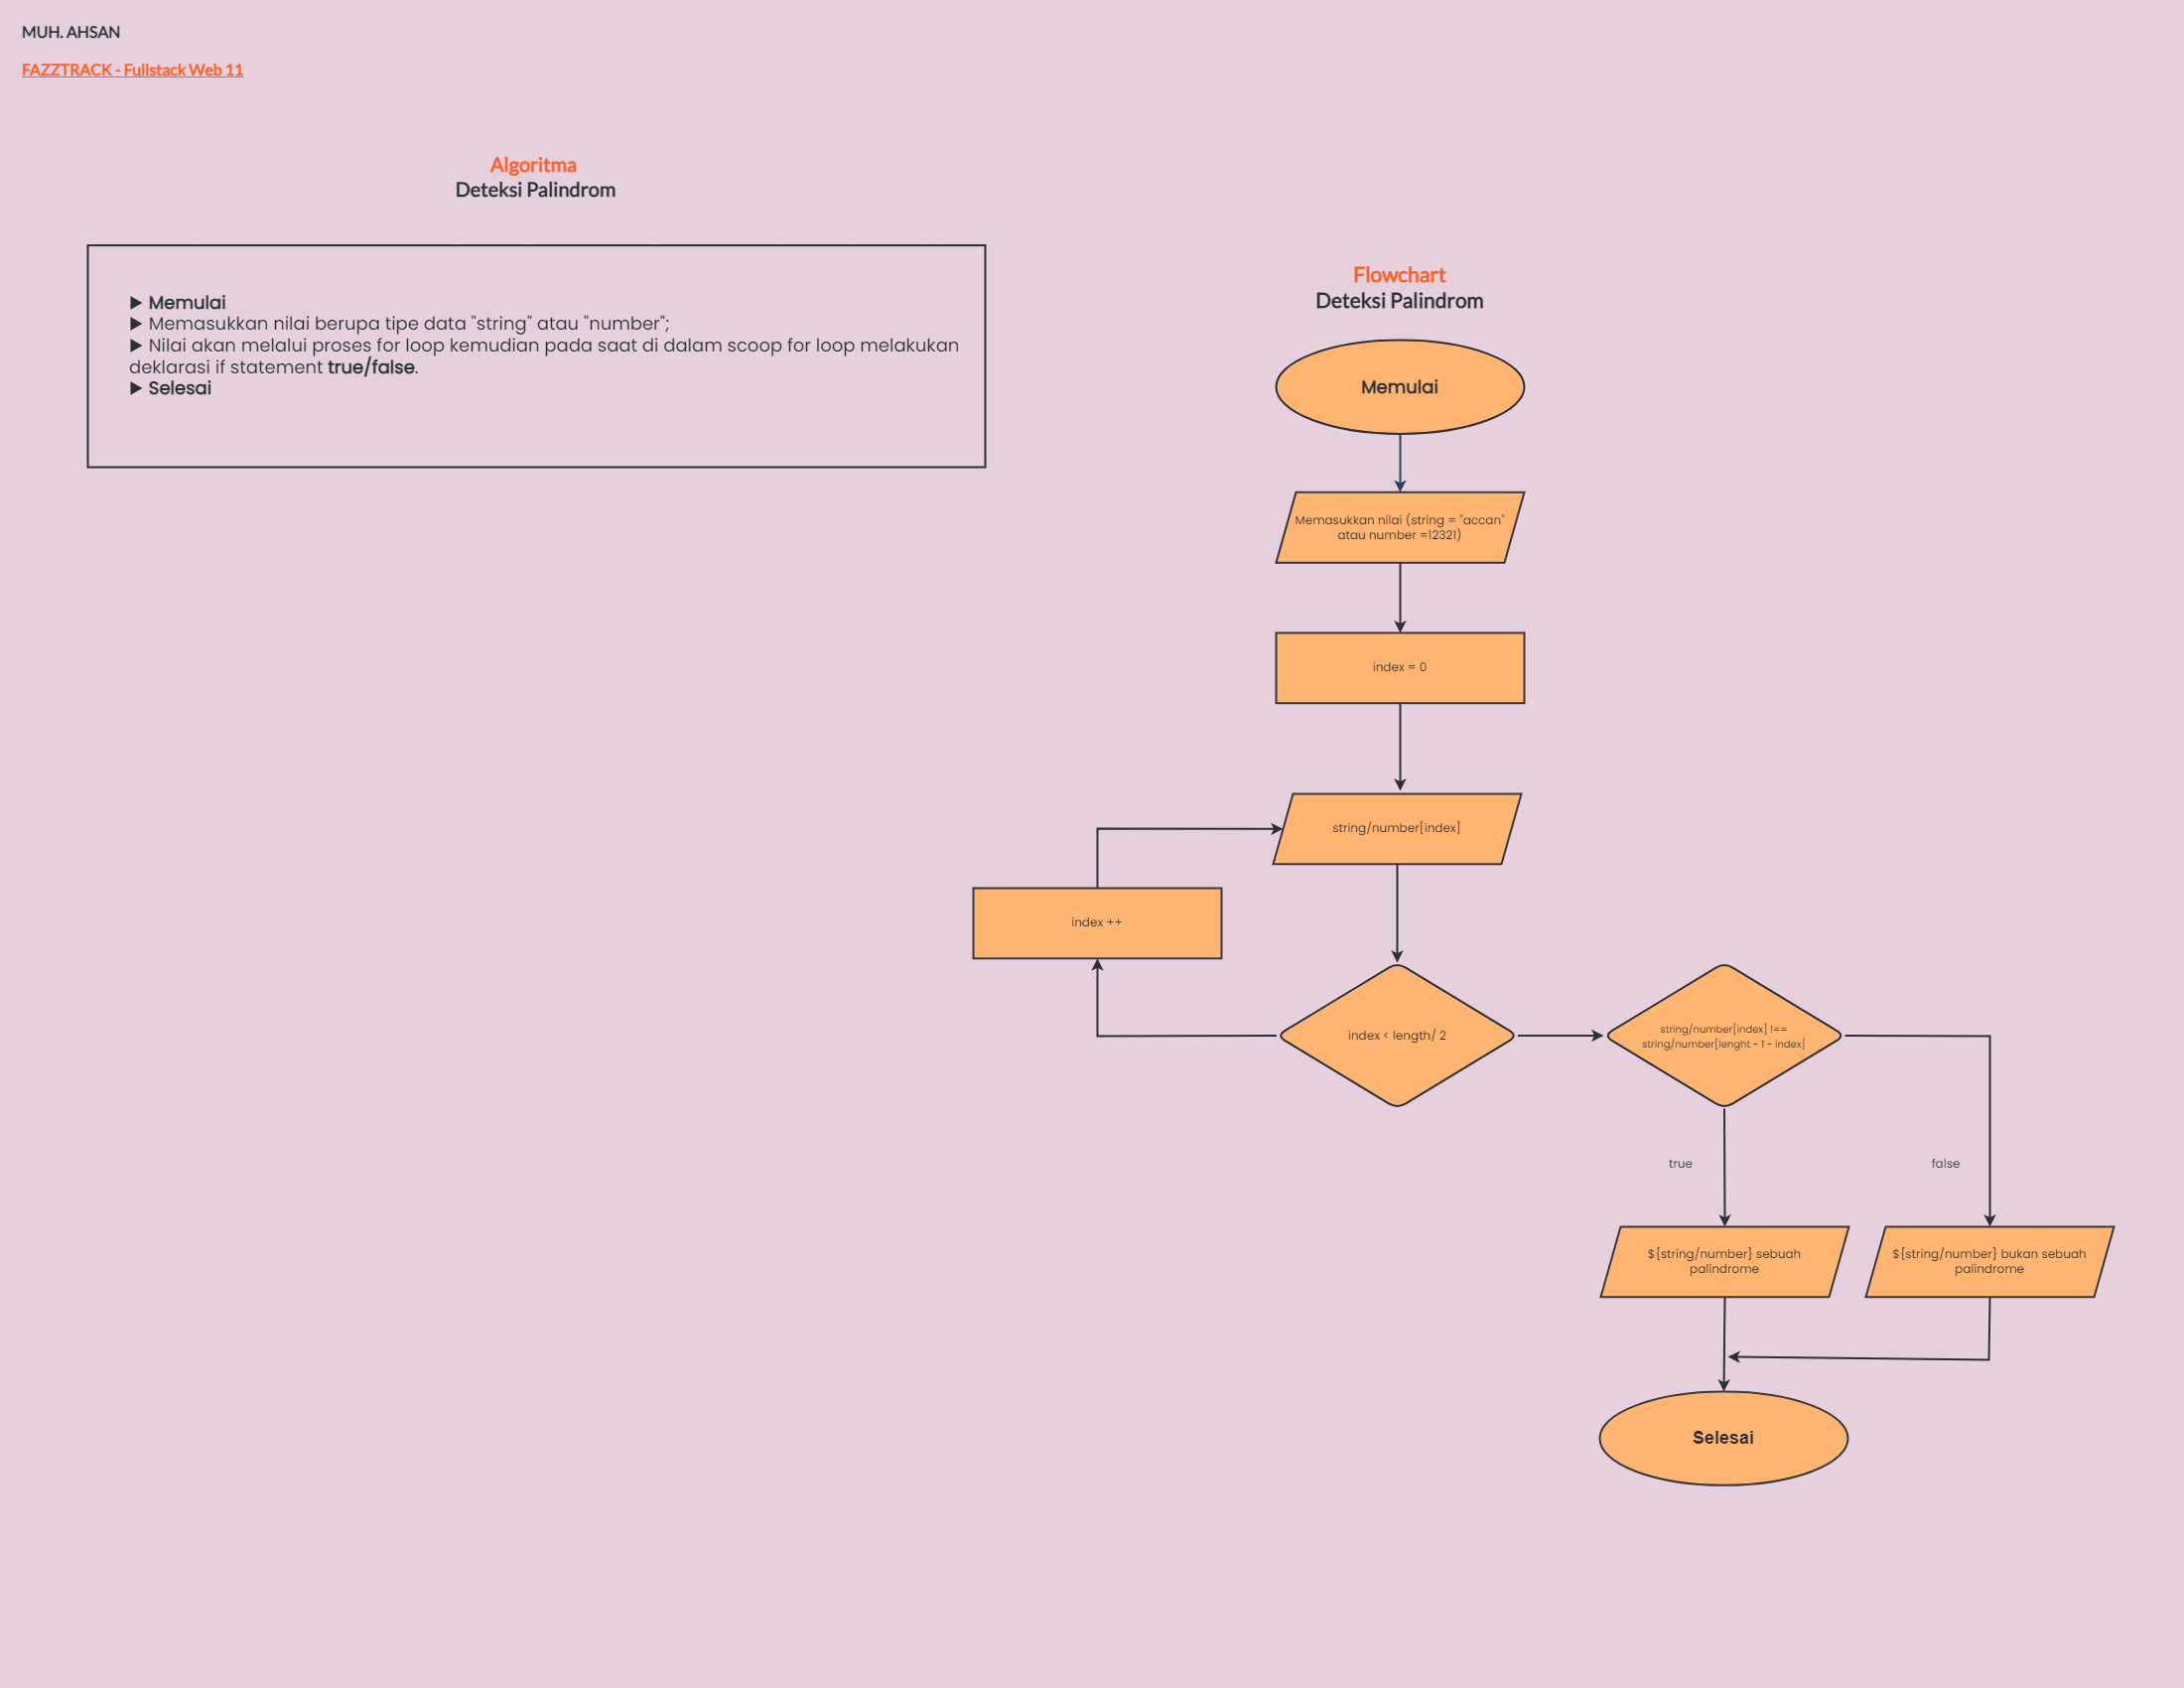 MUH. AHSAN
FAZZTRACK - Fullstack Web 11
Algoritma
Deteksi Palindrom
▶ Memulai
▶ Memasukkan nilai berupa tipe data "string" atau "number";
▶ Nilai akan melalui proses for loop kemudian pada saat di dalam scoop for loop melakukan
deklarasi if statement true/false.
▶ Selesai
Flowchart
Deteksi Palindrom
Memulai
Memasukkan nilai (string = "accan"
atau number =12321)
index = 0
string/number[index]
index ++
index < length/ 2
string/number[index] !==
string/number[lenght - 1 - index]
true
false
${string/number} sebuah
palindrome
${string/number} bukan sebuah
palindrome
Selesai